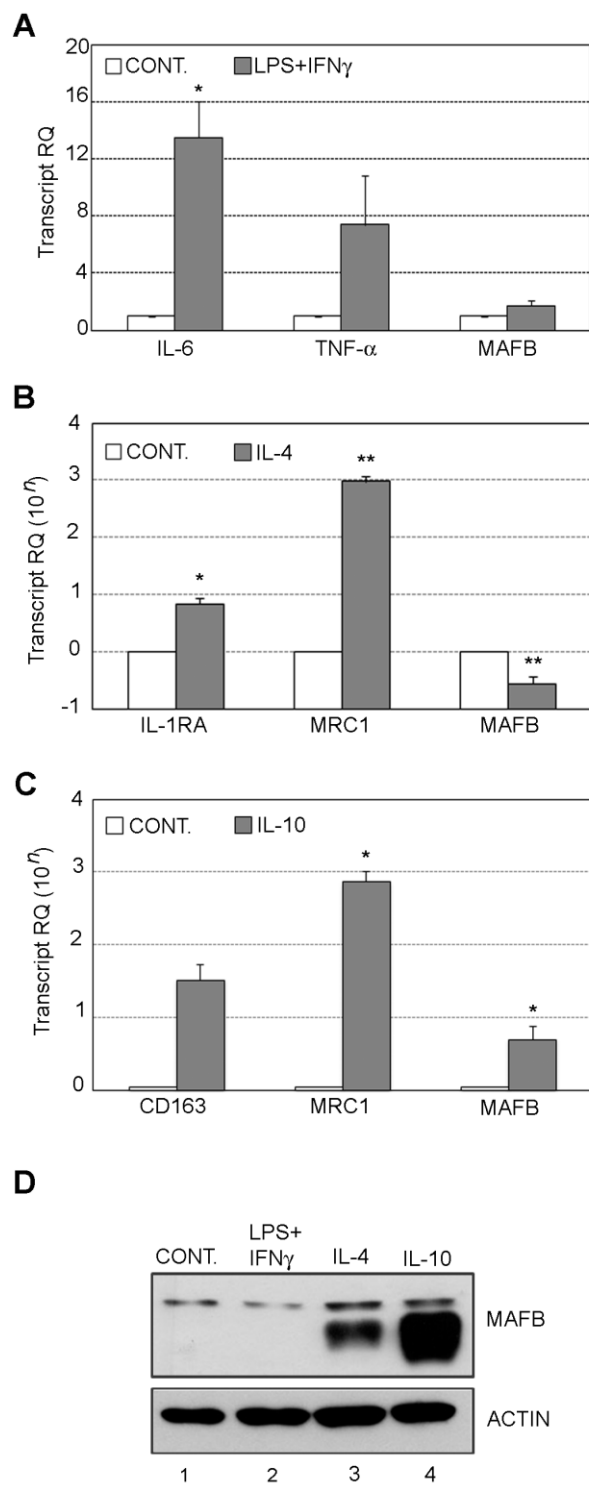 A
20
CONT. LPS+IFNγ
16
*
12
8
4
0
Transcript RQ
IL-6 TNF-α MAFB
B
4
CONT. IL-4
3
**
2
1
*
0
**
-1
Transcript RQ (10ⁿ)
IL-1RA MRC1 MAFB
C
4
CONT. IL-10
3
*
2
1
*
0
Transcript RQ (10ⁿ)
CD163 MRC1 MAFB
D
CONT. LPS+ IL-4 IL-10
IFNγ
MAFB
ACTIN
1 2 3 4